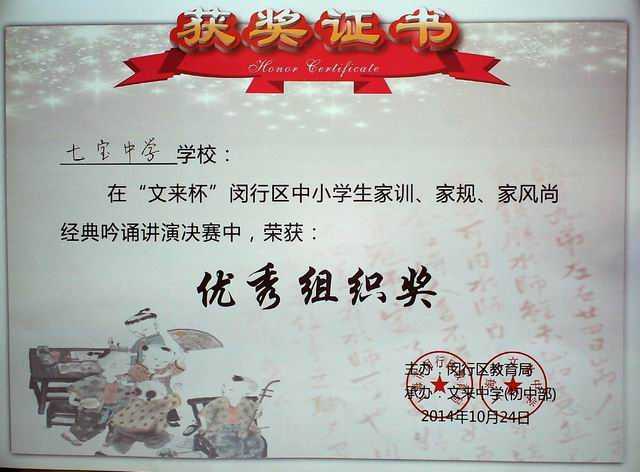 获奖证书
Honor Certificate
七宝中学 学校：
在“文来杯”闵行区中小学生家训、家规、家风尚
经典吟诵讲演决赛中，荣获：
优秀组织奖
主办：闵行区教育局
承办：文来中学(初中部)
2014年10月24日